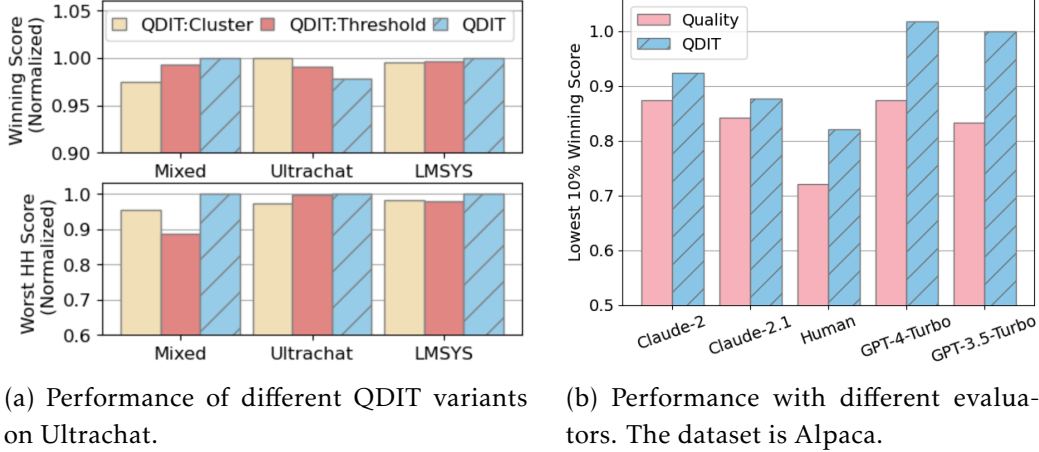 Winning Score
(Normalized)
1.05
1.00
0.95
0.90
QDIT:Cluster QDIT:Threshold QDIT
Mixed Ultrachat LMSYS
Worst HH Score
(Normalized)
1.0
0.9
0.8
0.7
0.6
Mixed Ultrachat LMSYS
(a) Performance of different QDIT variants
on Ultrachat.
Lowest 10% Winning Score
1.0
0.9
0.8
0.7
0.6
0.5
Quality
QDIT
Claude-2 Claude-2.1 Human GPT-4-Turbo GPT-3.5-Turbo
(b) Performance with different evalua-
tors. The dataset is Alpaca.